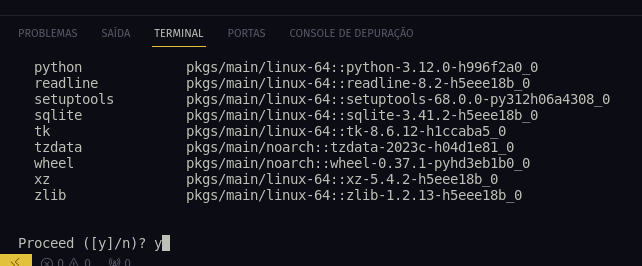 PROBLEMAS SAÍDA TERMINAL PORTAS CONSOLE DE DEPURAÇÃO
python pkgs/main/linux-64::python-3.12.0-h996f2a0_0
readline pkgs/main/linux-64::readline-8.2-h5eee18b_0
setuptools pkgs/main/linux-64::setuptools-68.0.0-py312h06a4308_0
sqlite pkgs/main/linux-64::sqlite-3.41.2-h5eee18b_0
tk pkgs/main/linux-64::tk-8.6.12-h1ccaba5_0
tzdata pkgs/main/noarch::tzdata-2023c-h04d1e81_0
wheel pkgs/main/noarch::wheel-0.37.1-pyhd3eb1b0_0
xz pkgs/main/linux-64::xz-5.4.2-h5eee18b_0
zlib pkgs/main/linux-64::zlib-1.2.13-h5eee18b_0
Proceed ([y]/n)? y
0 0 0